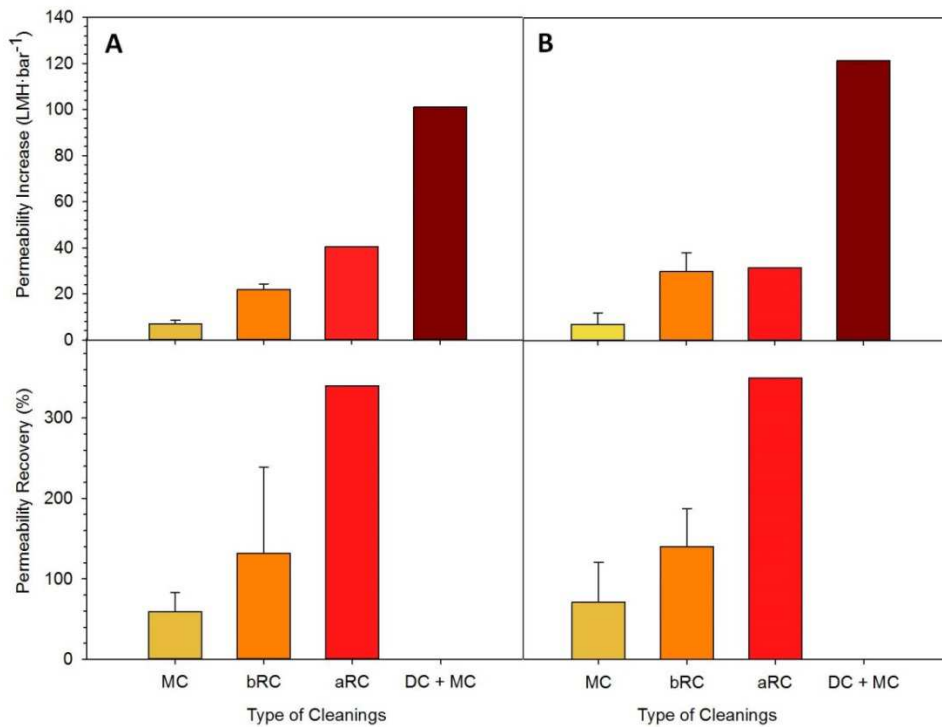 A
B
Permeability Increase (LMH·bar⁻¹)
140
120
100
80
60
40
20
0
Permeability Recovery (%)
300
200
100
0
MC bRC aRC DC + MC MC bRC aRC DC + MC
Type of Cleanings Type of Cleanings